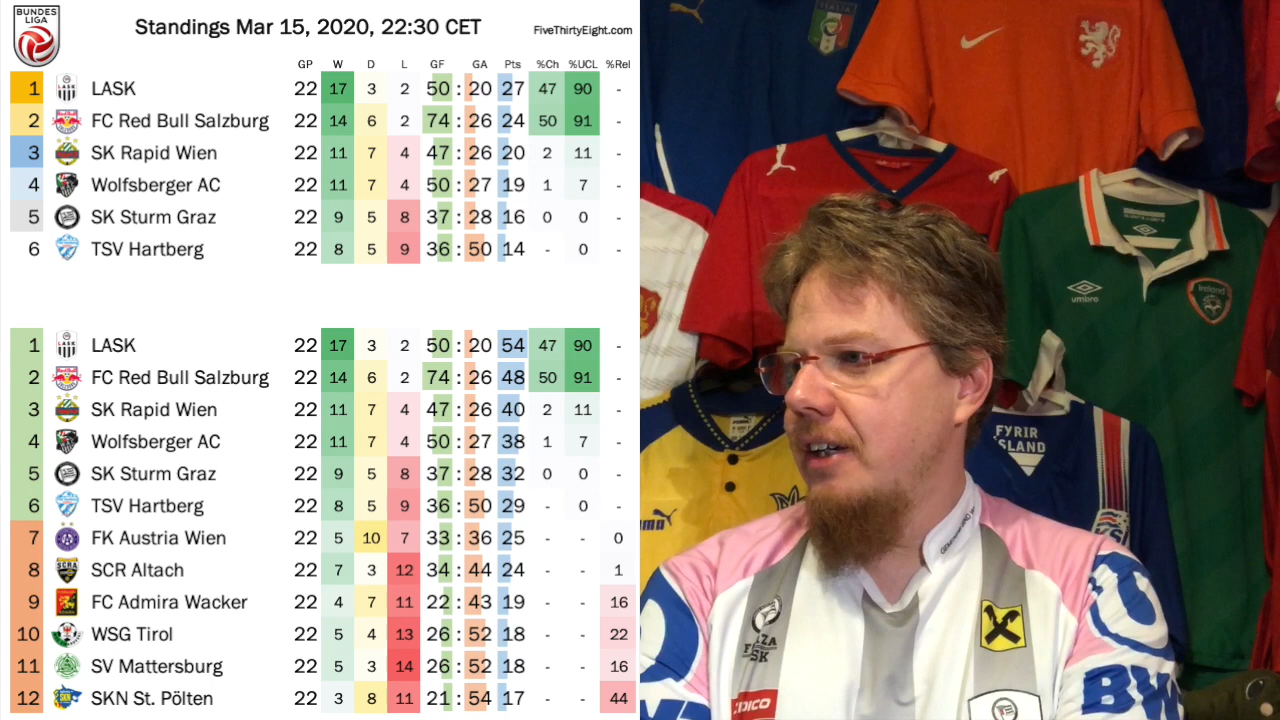 BUNDES
LIGA
Standings Mar 15, 2020, 22:30 CET
FiveThirtyEight.com
GP W D L GF GA Pts %Ch %UCL %Rel
1 LASK 22 17 3 2 50 : 20 27 47 90 -
2 FC Red Bull Salzburg 22 14 6 2 74 : 26 24 50 91 -
3 SK Rapid Wien 22 11 7 4 47 : 26 20 2 11 -
4 Wolfsberger AC 22 11 7 4 50 : 27 19 1 7 -
5 SK Sturm Graz 22 9 5 8 37 : 28 16 0 0 -
6 TSV Hartberg 22 8 5 9 36 : 50 14 - 0 -
1 LASK 22 17 3 2 50 : 20 54 47 90 -
2 FC Red Bull Salzburg 22 14 6 2 74 : 26 48 50 91 -
3 SK Rapid Wien 22 11 7 4 47 : 26 40 2 11 -
4 Wolfsberger AC 22 11 7 4 50 : 27 38 1 7 -
5 SK Sturm Graz 22 9 5 8 37 : 28 32 0 0 -
6 TSV Hartberg 22 8 5 9 36 : 50 29 - 0 -
7 FK Austria Wien 22 5 10 7 33 : 36 25 - - 0
8 SCR Altach 22 7 3 12 34 : 44 24 - - 1
9 FC Admira Wacker 22 4 7 11 22 : 43 19 - - 16
10 WSG Tirol 22 5 4 13 26 : 52 18 - - 22
11 SV Mattersburg 22 5 3 14 26 : 52 18 - - 16
12 SKN St. Pölten 22 3 8 11 21 : 54 17 - - 44
Ireland
umbro
FYRIR
ÍSLAND
KSÍ
BW